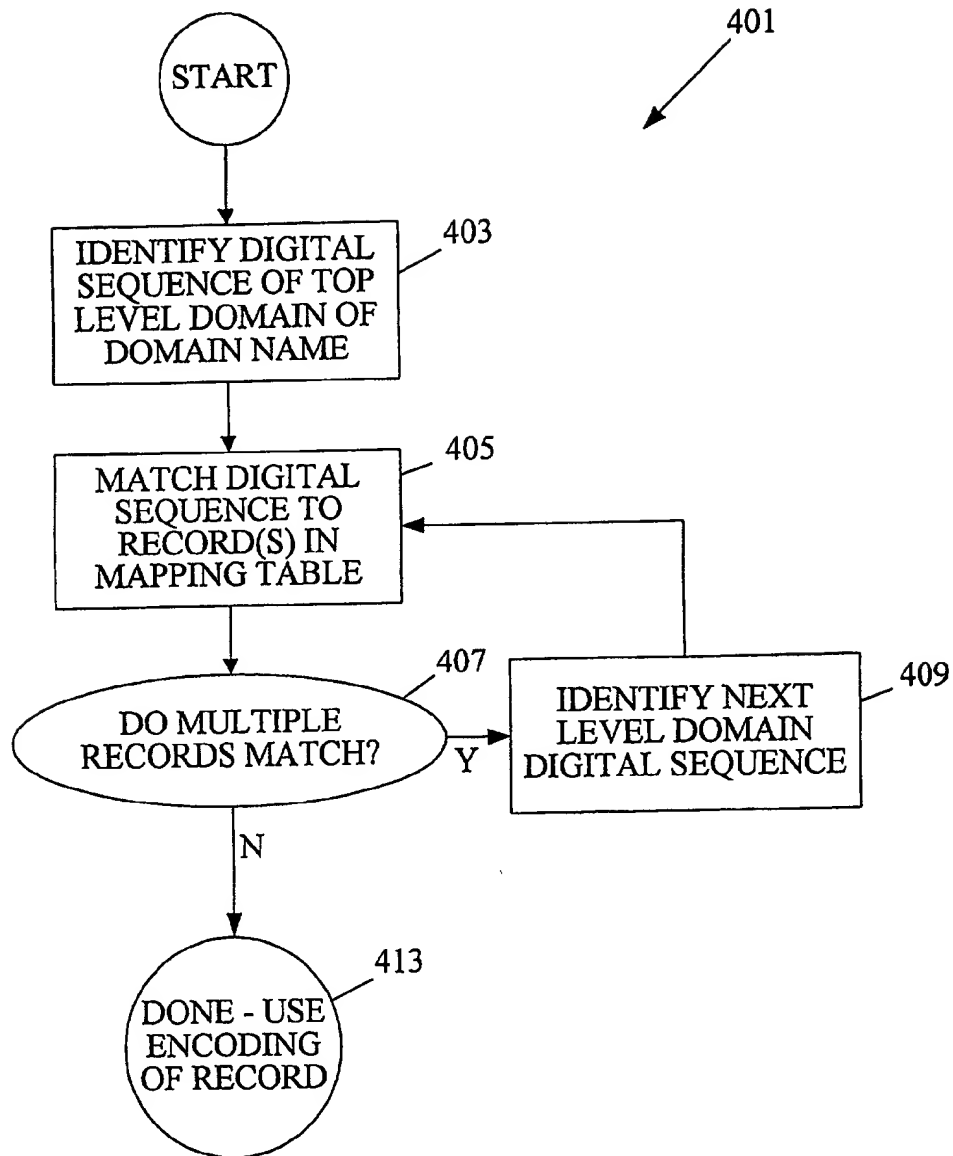 401
START
403
IDENTIFY DIGITAL
SEQUENCE OF TOP
LEVEL DOMAIN OF
DOMAIN NAME
405
MATCH DIGITAL
SEQUENCE TO
RECORD(S) IN
MAPPING TABLE
407
DO MULTIPLE
RECORDS MATCH?
Y
409
IDENTIFY NEXT
LEVEL DOMAIN
DIGITAL SEQUENCE
N
413
DONE - USE
ENCODING
OF RECORD